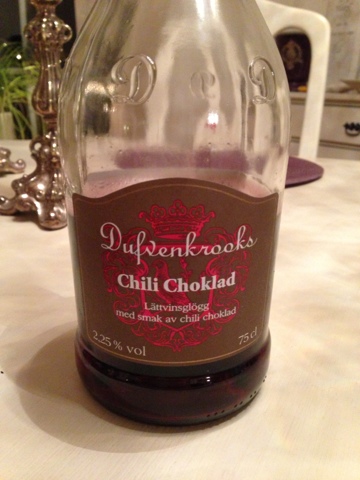 D C D
Dufvenkrooks
Chili Choklad
Lättvinsglögg
med smak av chili choklad
2,25% vol 75 cl